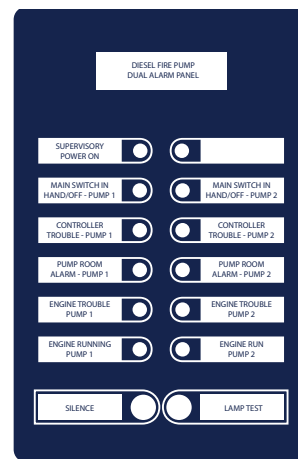 DIESEL FIRE PUMP
DUAL ALARM PANEL
SUPERVISORY
POWER ON
MAIN SWITCH IN
HAND/OFF - PUMP 1
MAIN SWITCH IN
HAND/OFF - PUMP 2
CONTROLLER
TROUBLE - PUMP 1
CONTROLLER
TROUBLE - PUMP 2
PUMP ROOM
ALARM - PUMP 1
PUMP ROOM
ALARM - PUMP 2
ENGINE TROUBLE
PUMP 1
ENGINE TROUBLE
PUMP 2
ENGINE RUNNING
PUMP 1
ENGINE RUN
PUMP 2
SILENCE
LAMP TEST